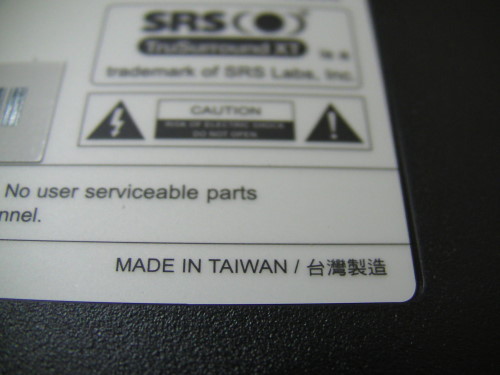 SRS
TruSurround XT
is a
trademark of SRS Labs, Inc.
CAUTION
RISK OF ELECTRIC SHOCK
DO NOT OPEN
No user serviceable parts
nnel.
MADE IN TAIWAN / 台灣製造